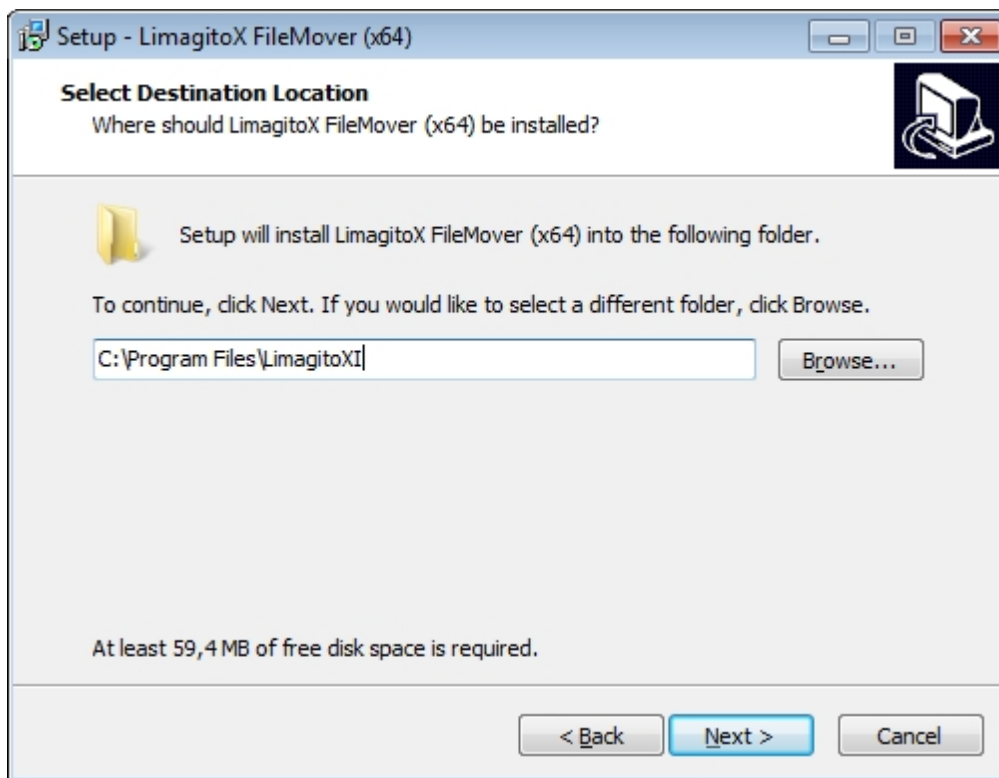 Setup - LimagitoX FileMover (x64)
Select Destination Location
Where should LimagitoX FileMover (x64) be installed?
Setup will install LimagitoX FileMover (x64) into the following folder.
To continue, click Next. If you would like to select a different folder, click Browse.
C:\Program Files\LimagitoXI
Browse...
At least 59,4 MB of free disk space is required.
< Back
Next >
Cancel